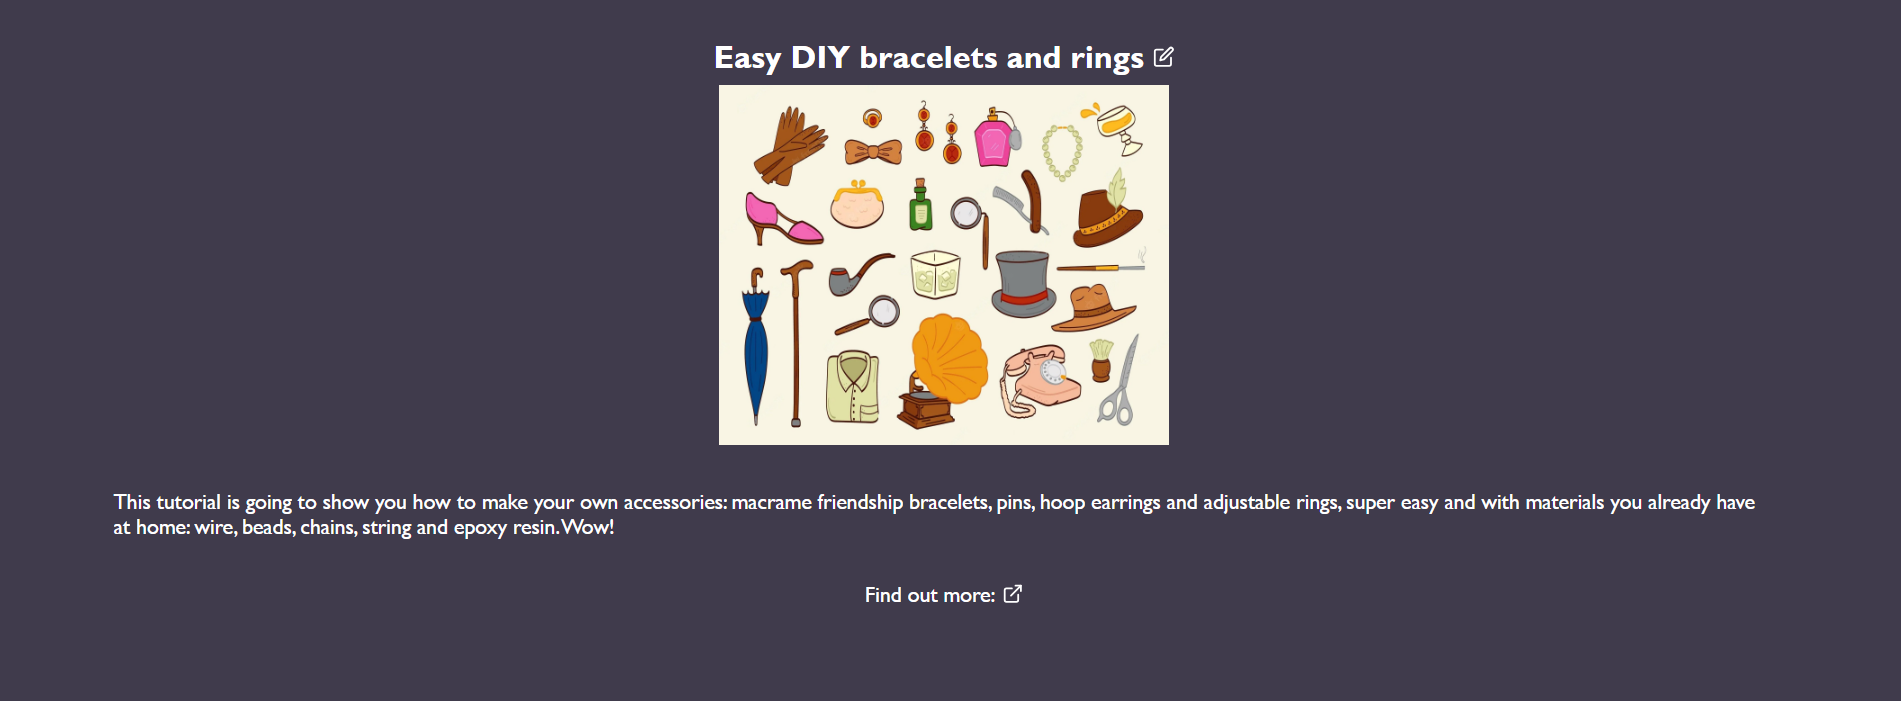 Easy DIY bracelets and rings
This tutorial is going to show you how to make your own accessories: macrame friendship bracelets, pins, hoop earrings and adjustable rings, super easy and with materials you already have
at home: wire, beads, chains, string and epoxy resin. Wow!
Find out more: